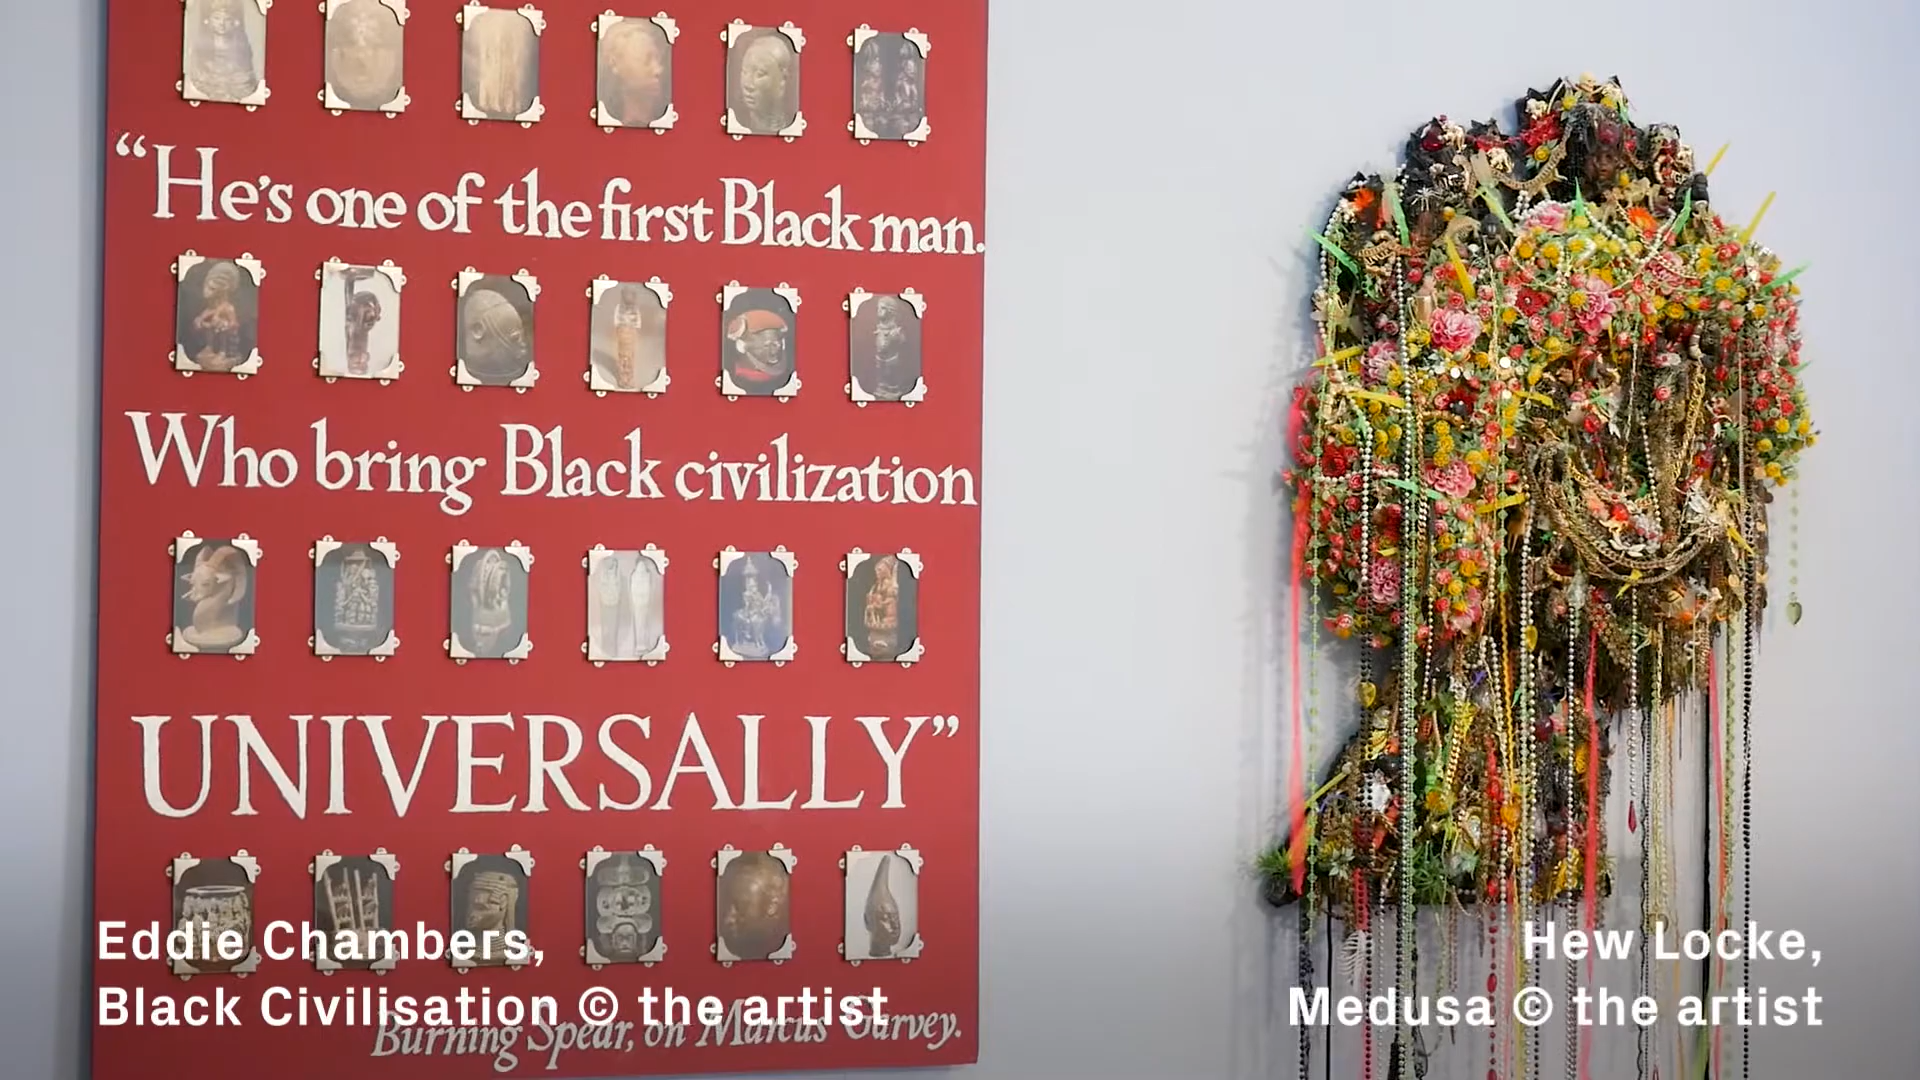 “He’s one of the first Black man.
Who bring Black civilization
UNIVERSALLY”
Burning Spear, on Marcus Garvey.
Eddie Chambers,
Black Civilisation © the artist
Hew Locke,
Medusa © the artist